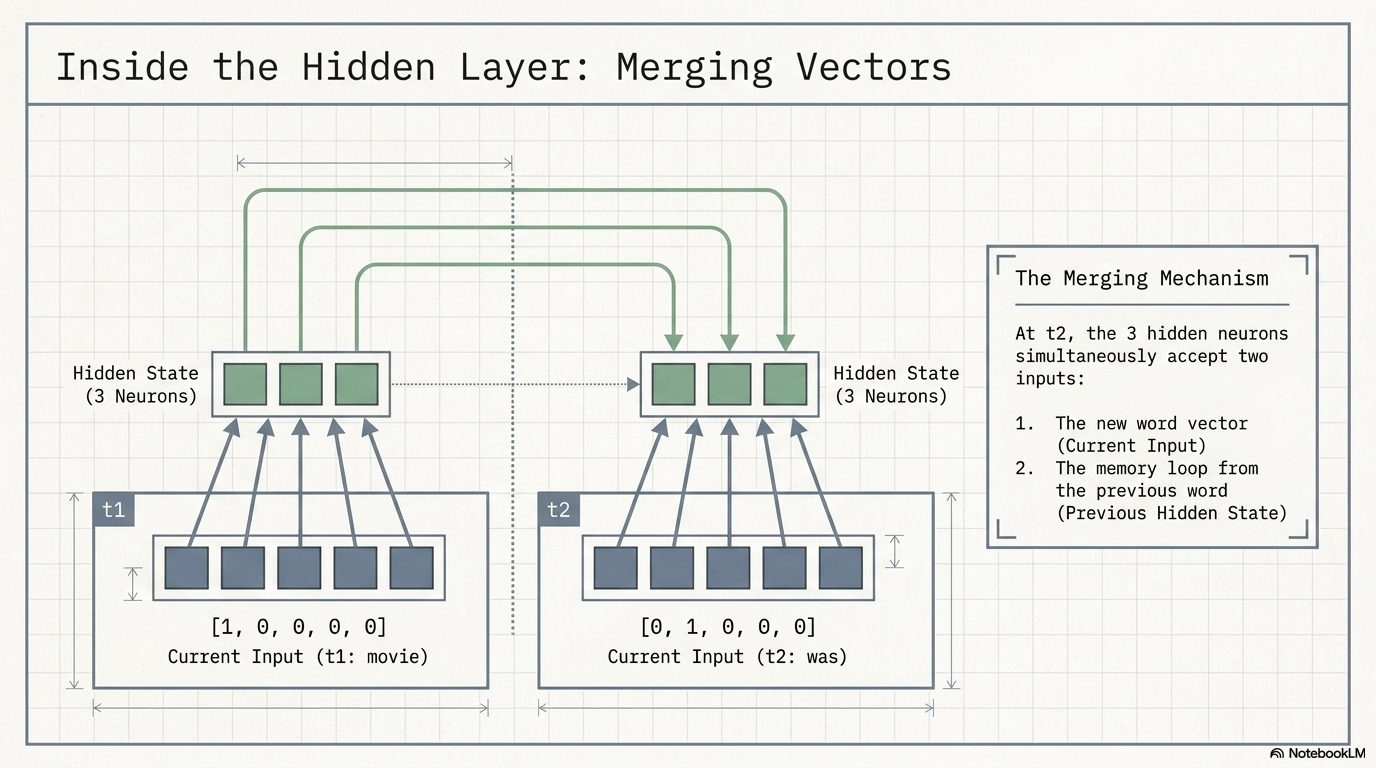 Inside the Hidden Layer: Merging Vectors
Hidden State
(3 Neurons)
Hidden State
(3 Neurons)
t1
[1, 0, 0, 0, 0]
Current Input (t1: movie)
t2
[0, 1, 0, 0, 0]
Current Input (t2: was)
The Merging Mechanism
At t2, the 3 hidden neurons
simultaneously accept two
inputs:
1. The new word vector
(Current Input)
2. The memory loop from
the previous word
(Previous Hidden State)
NotebookLM